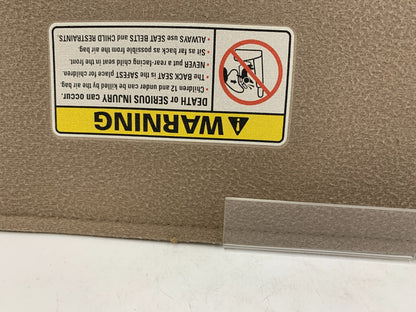 WARNING
DEATH or SERIOUS INJURY can occur.
• Children 12 and under can be killed by the air bag.
• The BACK SEAT is the SAFEST place for children.
• NEVER put a rear-facing child seat in the front.
• Sit as far back as possible from the air bag.
• ALWAYS use SEAT BELTS and CHILD RESTRAINTS.